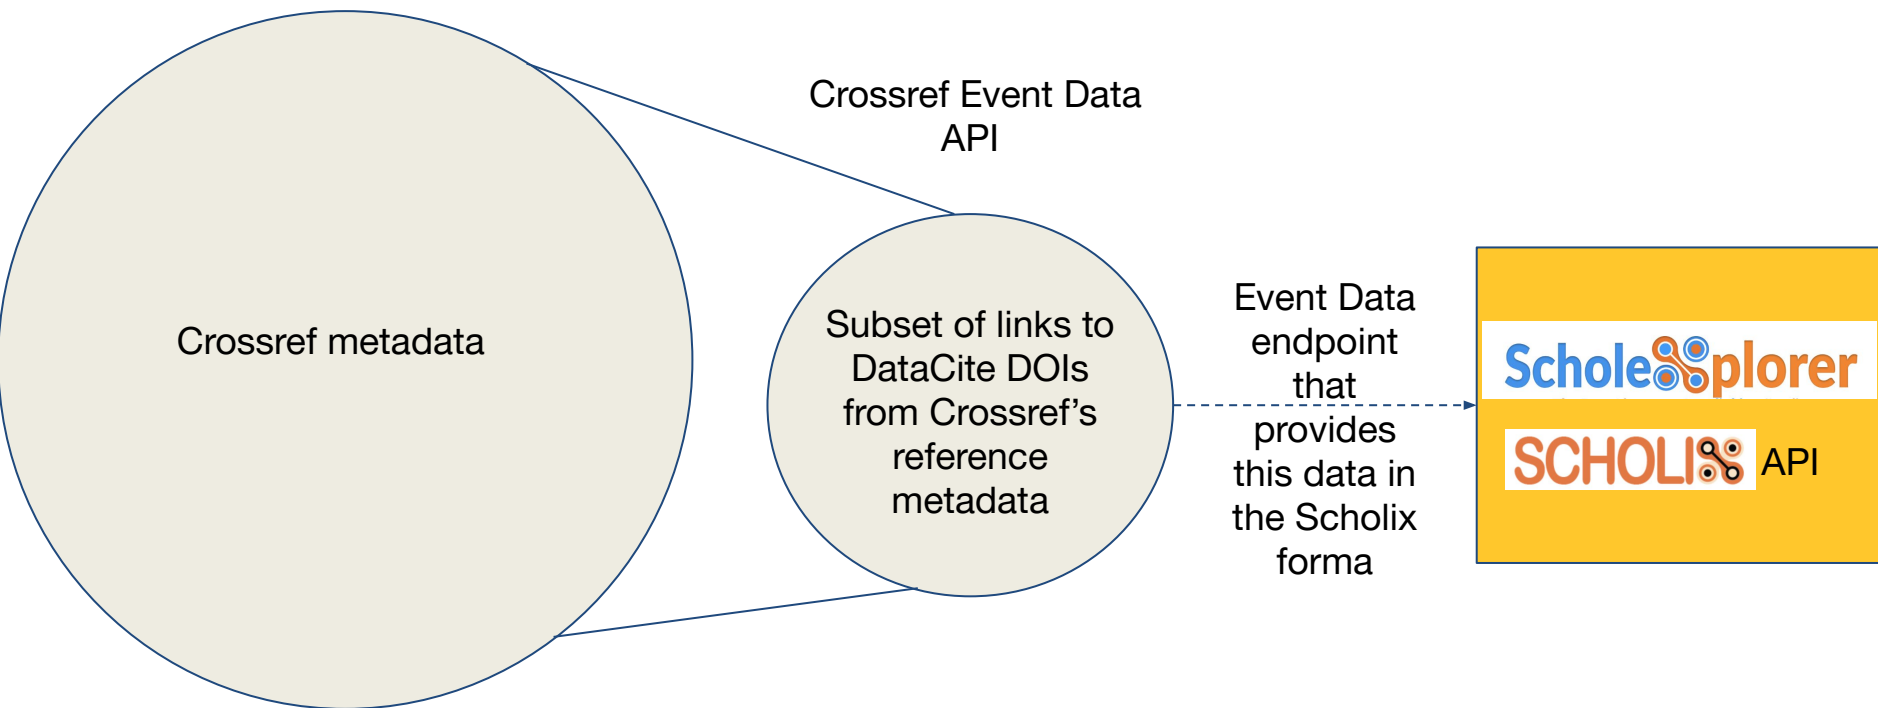 Crossref metadata
Crossref Event Data
API
Subset of links to
DataCite DOIs
from Crossref's
reference
metadata
Event Data
endpoint
that
provides
this data in
the Scholix
forma
ScholeXplorer
SCHOLIX API